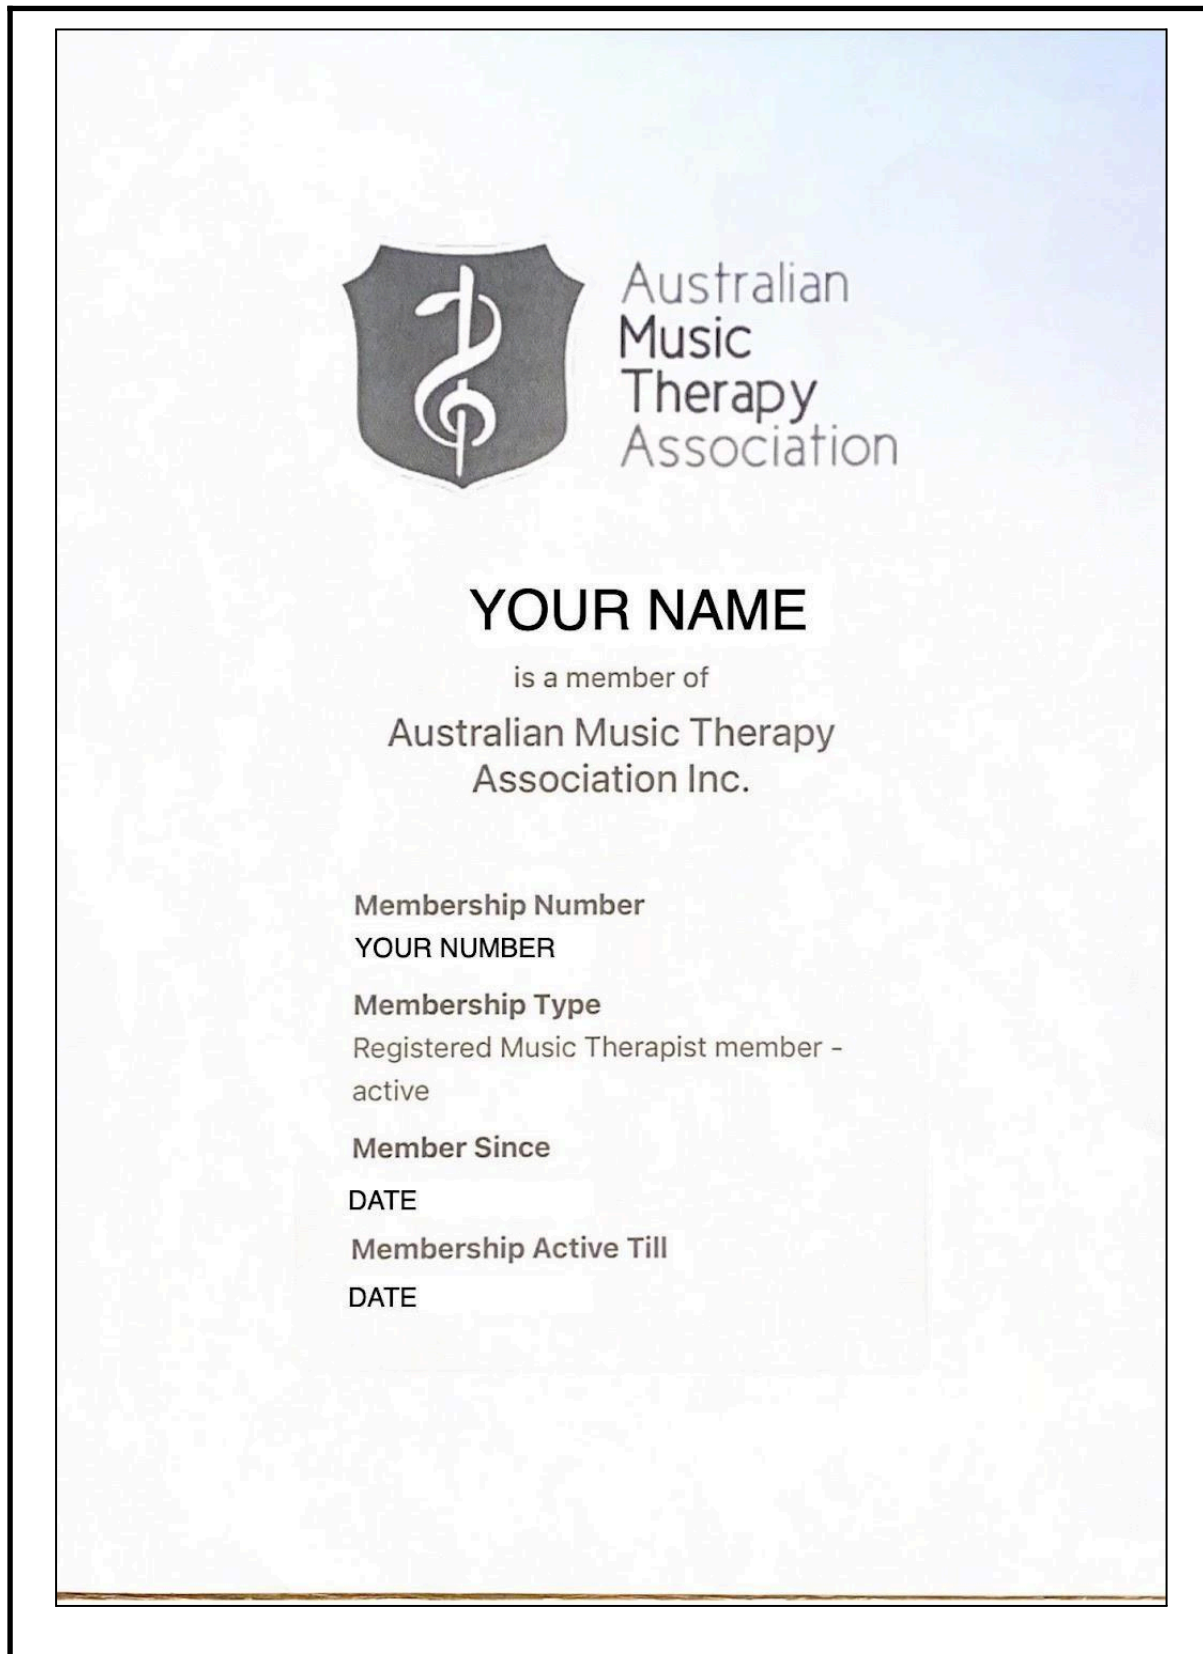 Australian
Music
Therapy
Association
YOUR NAME
is a member of
Australian Music Therapy
Association Inc.
Membership Number
YOUR NUMBER
Membership Type
Registered Music Therapist member -
active
Member Since
DATE
Membership Active Till
DATE